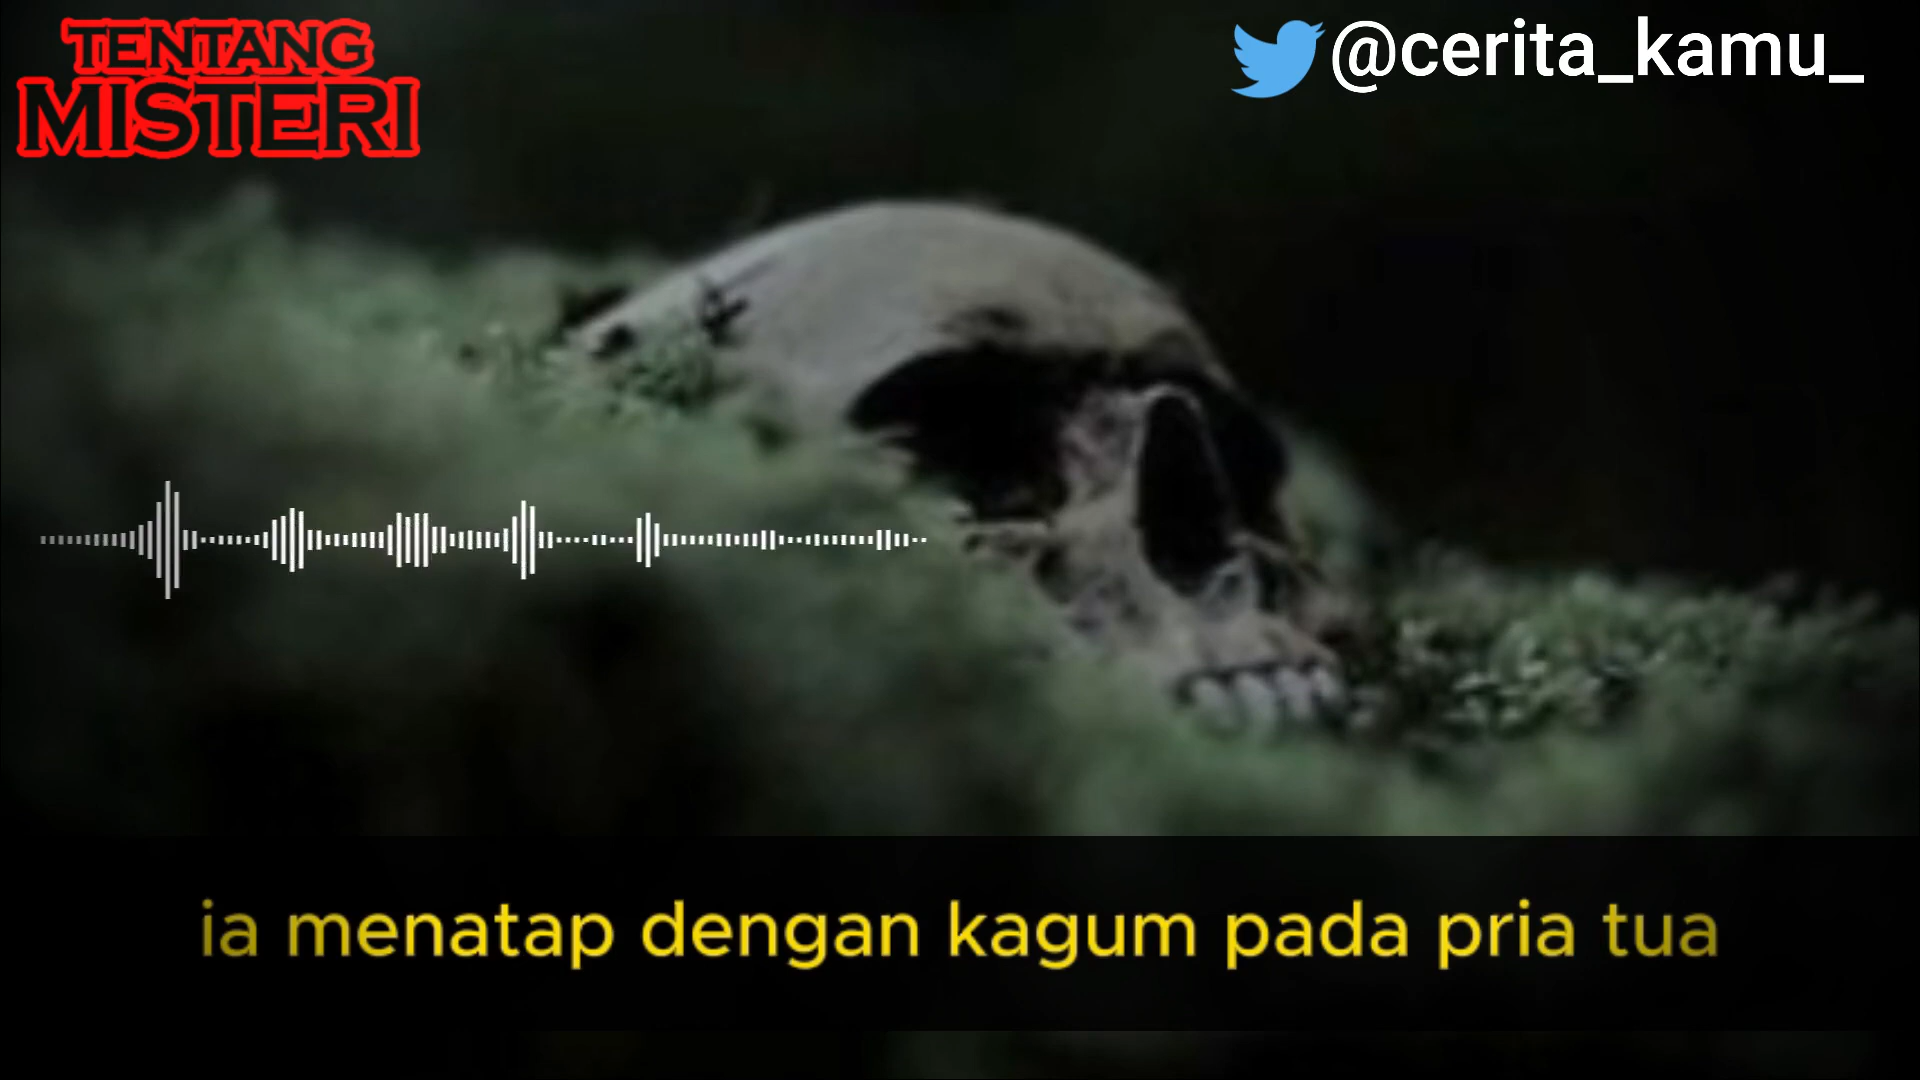 TENTANG
MISTERI
@cerita_kamu_
ia menatap dengan kagum pada pria tua